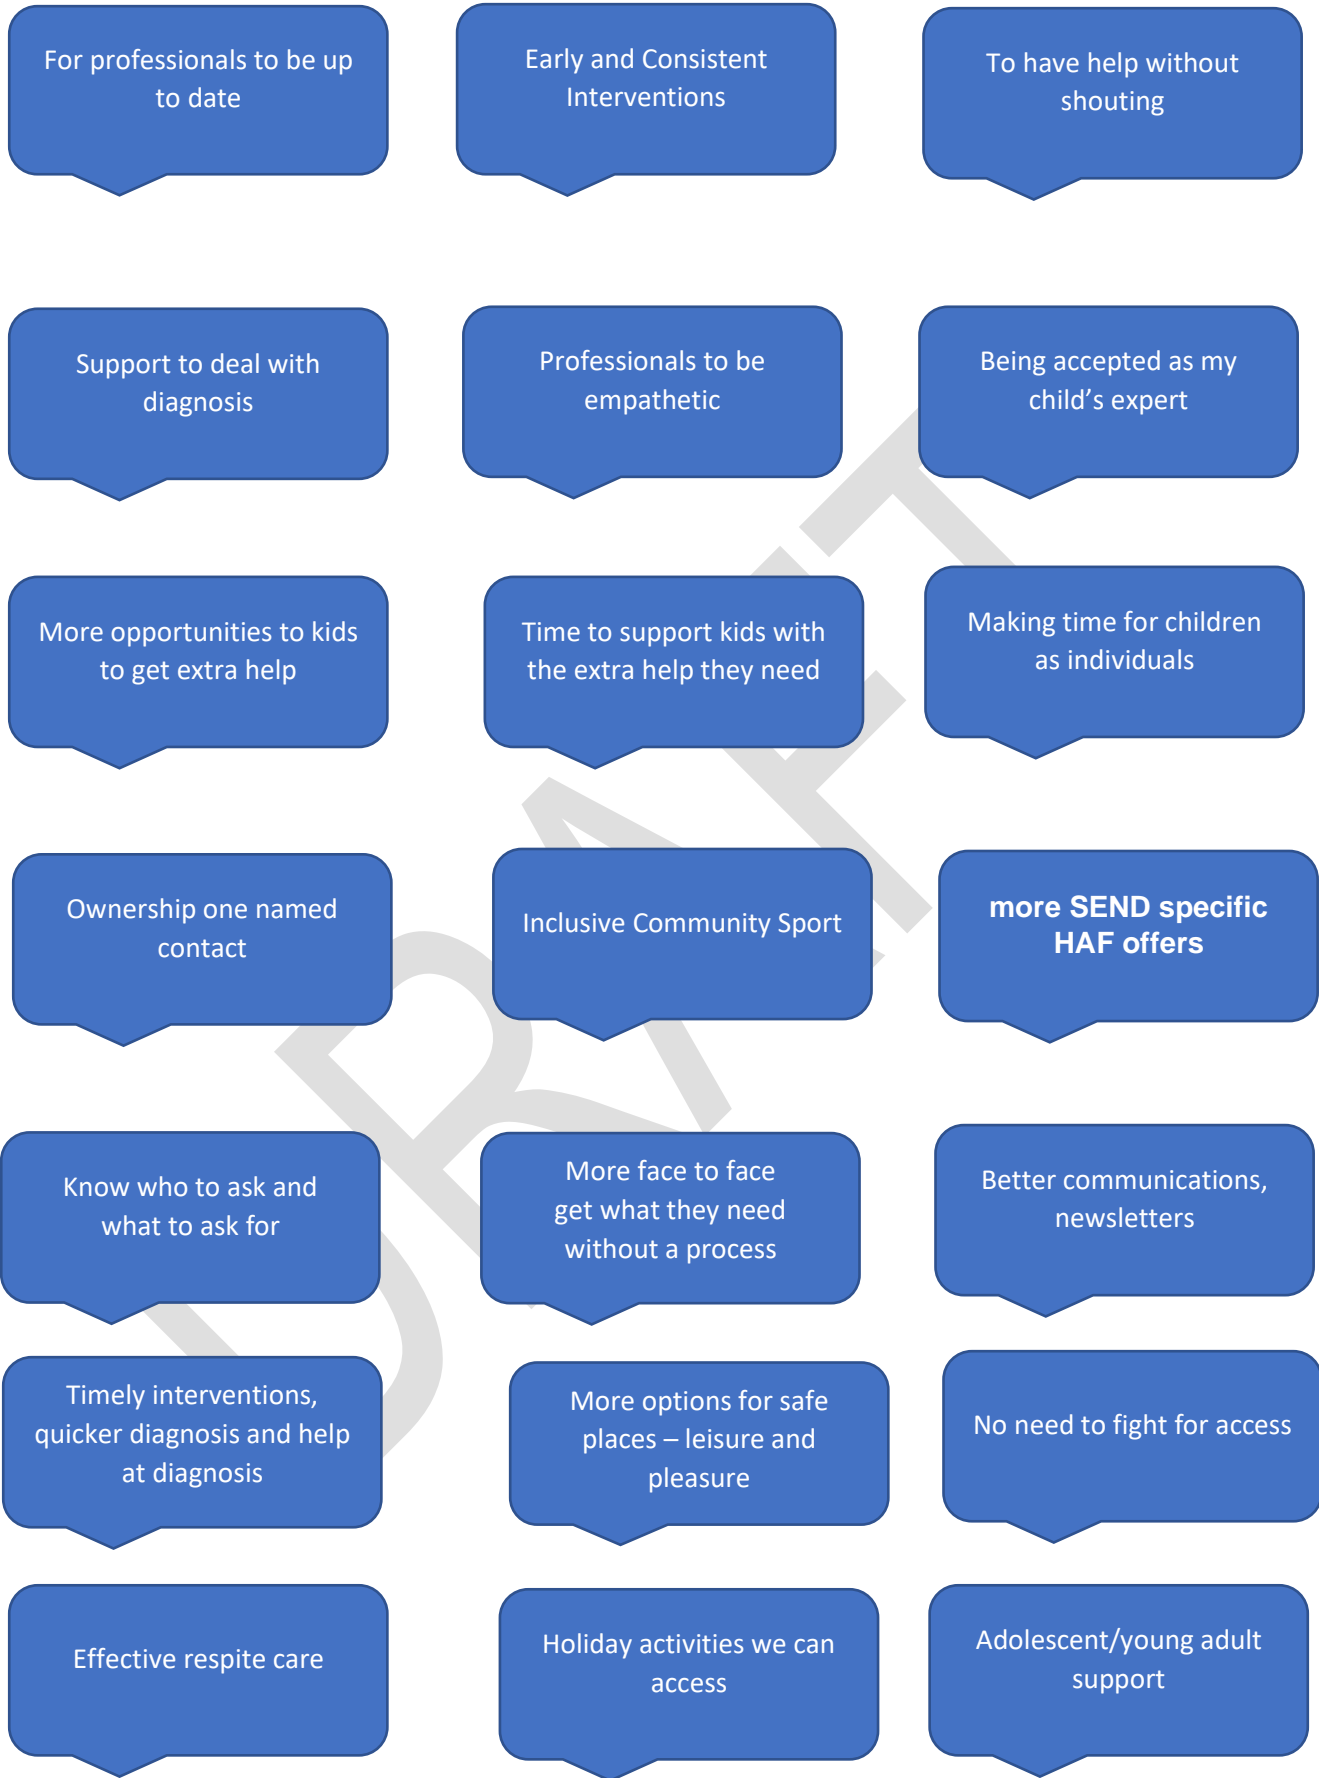 For professionals to be up
to date
Early and Consistent
Interventions
To have help without
shouting
Support to deal with
diagnosis
Professionals to be
empathetic
Being accepted as my
child’s expert
More opportunities to kids
to get extra help
Time to support kids with
the extra help they need
Making time for children
as individuals
Ownership one named
contact
Inclusive Community Sport
more SEND specific
HAF offers
Know who to ask and
what to ask for
More face to face
get what they need
without a process
Better communications,
newsletters
Timely interventions,
quicker diagnosis and help
at diagnosis
More options for safe
places – leisure and
pleasure
No need to fight for access
Effective respite care
Holiday activities we can
access
Adolescent/young adult
support
DRAFT